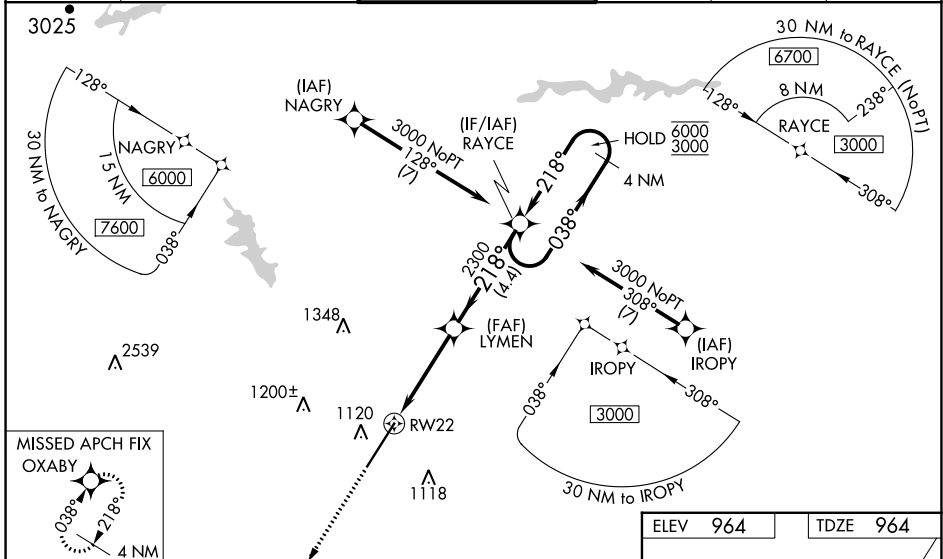 3025
128°
NAGRY
15 NM
6000
30 NM to NAGRY
7600
038°
(IAF)
NAGRY
3000 NoPT
128°
(7)
(IF/IAF)
RAYCE
HOLD 6000
3000
4 NM
218°
038°
30 NM to RAYCE (NoPT)
6700
8 NM
128°
238°
RAYCE
3000
308°
2300
218°
(4.4)
(FAF)
LYMEN
3000 NoPT
308°
(7)
(IAF)
IROPY
IROPY
038°
308°
3000
30 NM to IROPY
1348
2539
1200±
1120
RW22
1118
MISSED APCH FIX
OXABY
038°
218°
4 NM
ELEV 964
TDZE 964